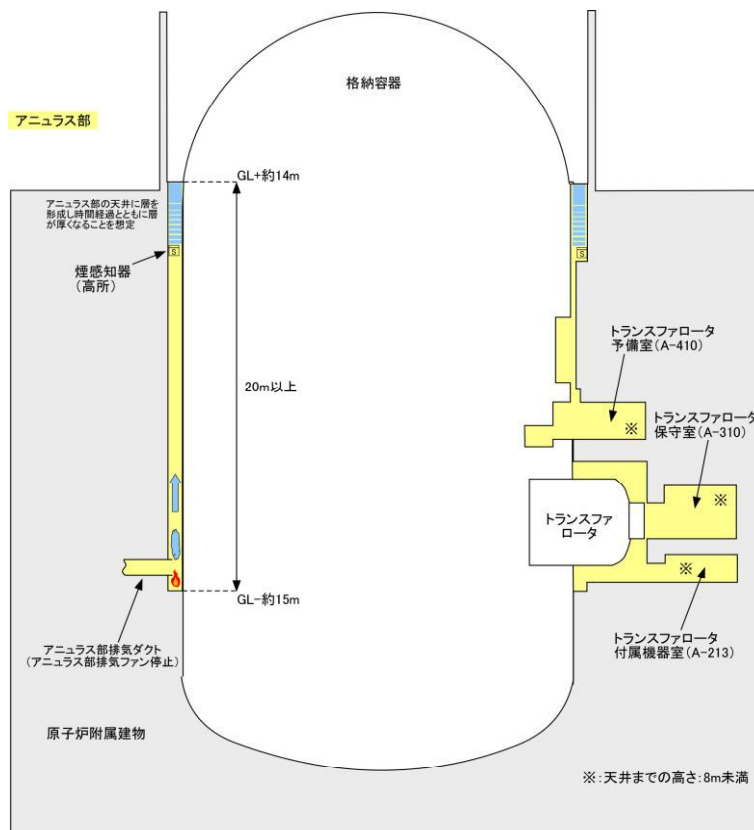 格納容器
アニュラス部
GL+約14m
アニュラス部の天井に層を
形成し時間経過とともに層
が厚くなることを想定
S
S
煙感知器
(高所)
トランスファロータ
予備室(A-410)
20m以上
トランスファロータ
保守室(A-310)
※
※
トランスファ
ロータ
※
GL-約15m
アニュラス部排気ダクト
(アニュラス部排気ファン停止)
トランスファロータ
付属機器室(A-213)
原子炉附属建物
※:天井までの高さ:8m未満